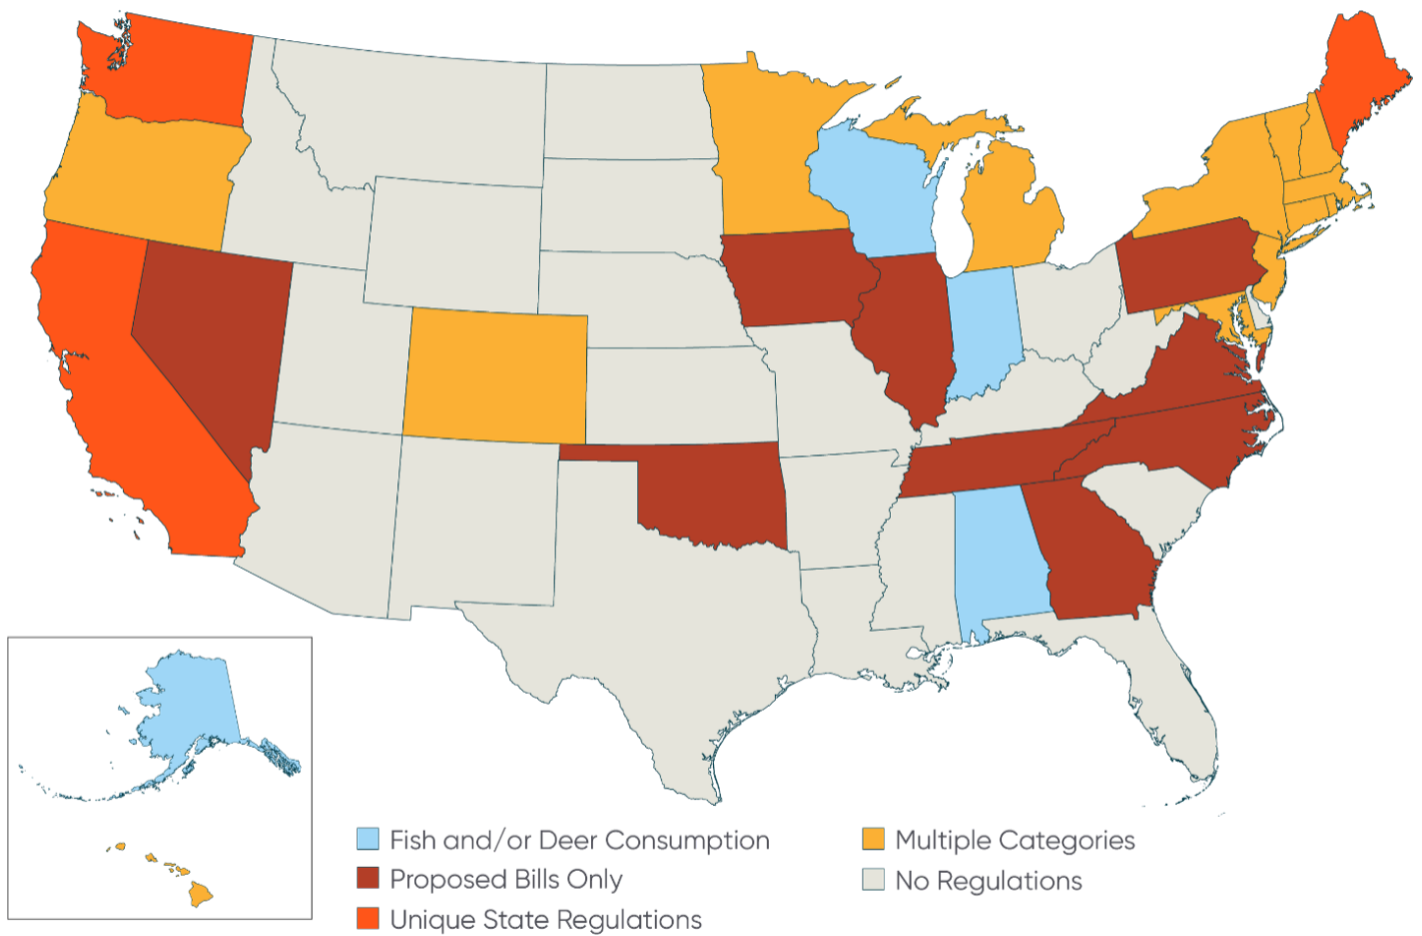 Fish and/or Deer Consumption
Proposed Bills Only
Unique State Regulations
Multiple Categories
No Regulations